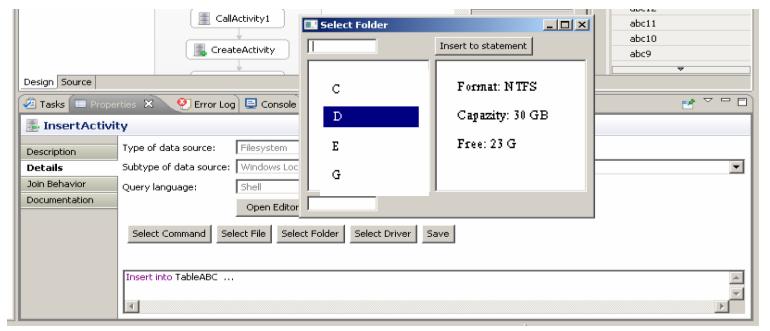 CallActivity1
CreateActivity
Select Folder
Insert to statement
C
D
E
G
Format: NTFS
Capazity: 30 GB
Free: 23 G
abc12
abc11
abc10
abc9
Design Source
Tasks Properties Error Log Console
InsertActivity
Description
Details
Join Behavior
Documentation
Type of data source: Filesystem
Subtype of data source: Windows Loc
Query language: Shell
Open Editor
Select Command Select File Select Folder Select Driver Save
Insert into TableABC ...